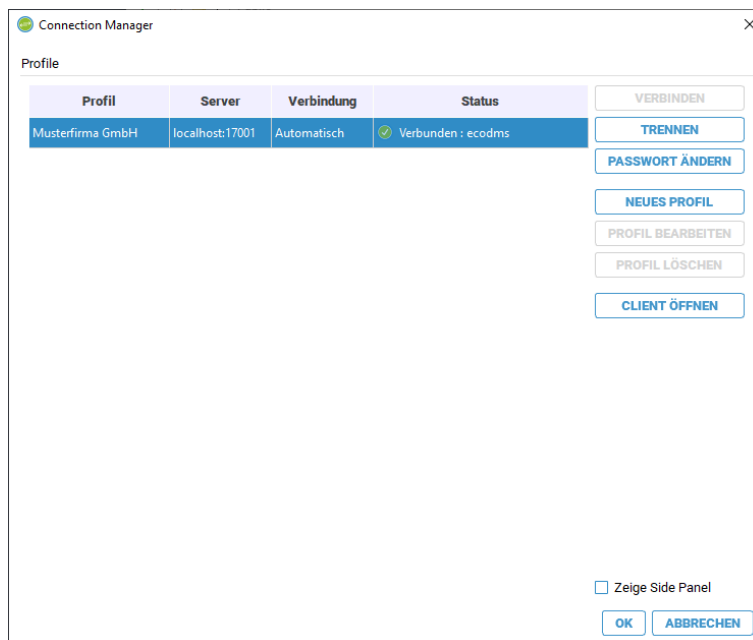 Connection Manager
Profile
Profil Server Verbindung Status
Musterfirma GmbH localhost:17001 Automatisch Verbunden : ecodms
VERBINDEN
TRENNEN
PASSWORT ÄNDERN
NEUES PROFIL
PROFIL BEARBEITEN
PROFIL LÖSCHEN
CLIENT ÖFFNEN
Zeige Side Panel
OK ABBRECHEN